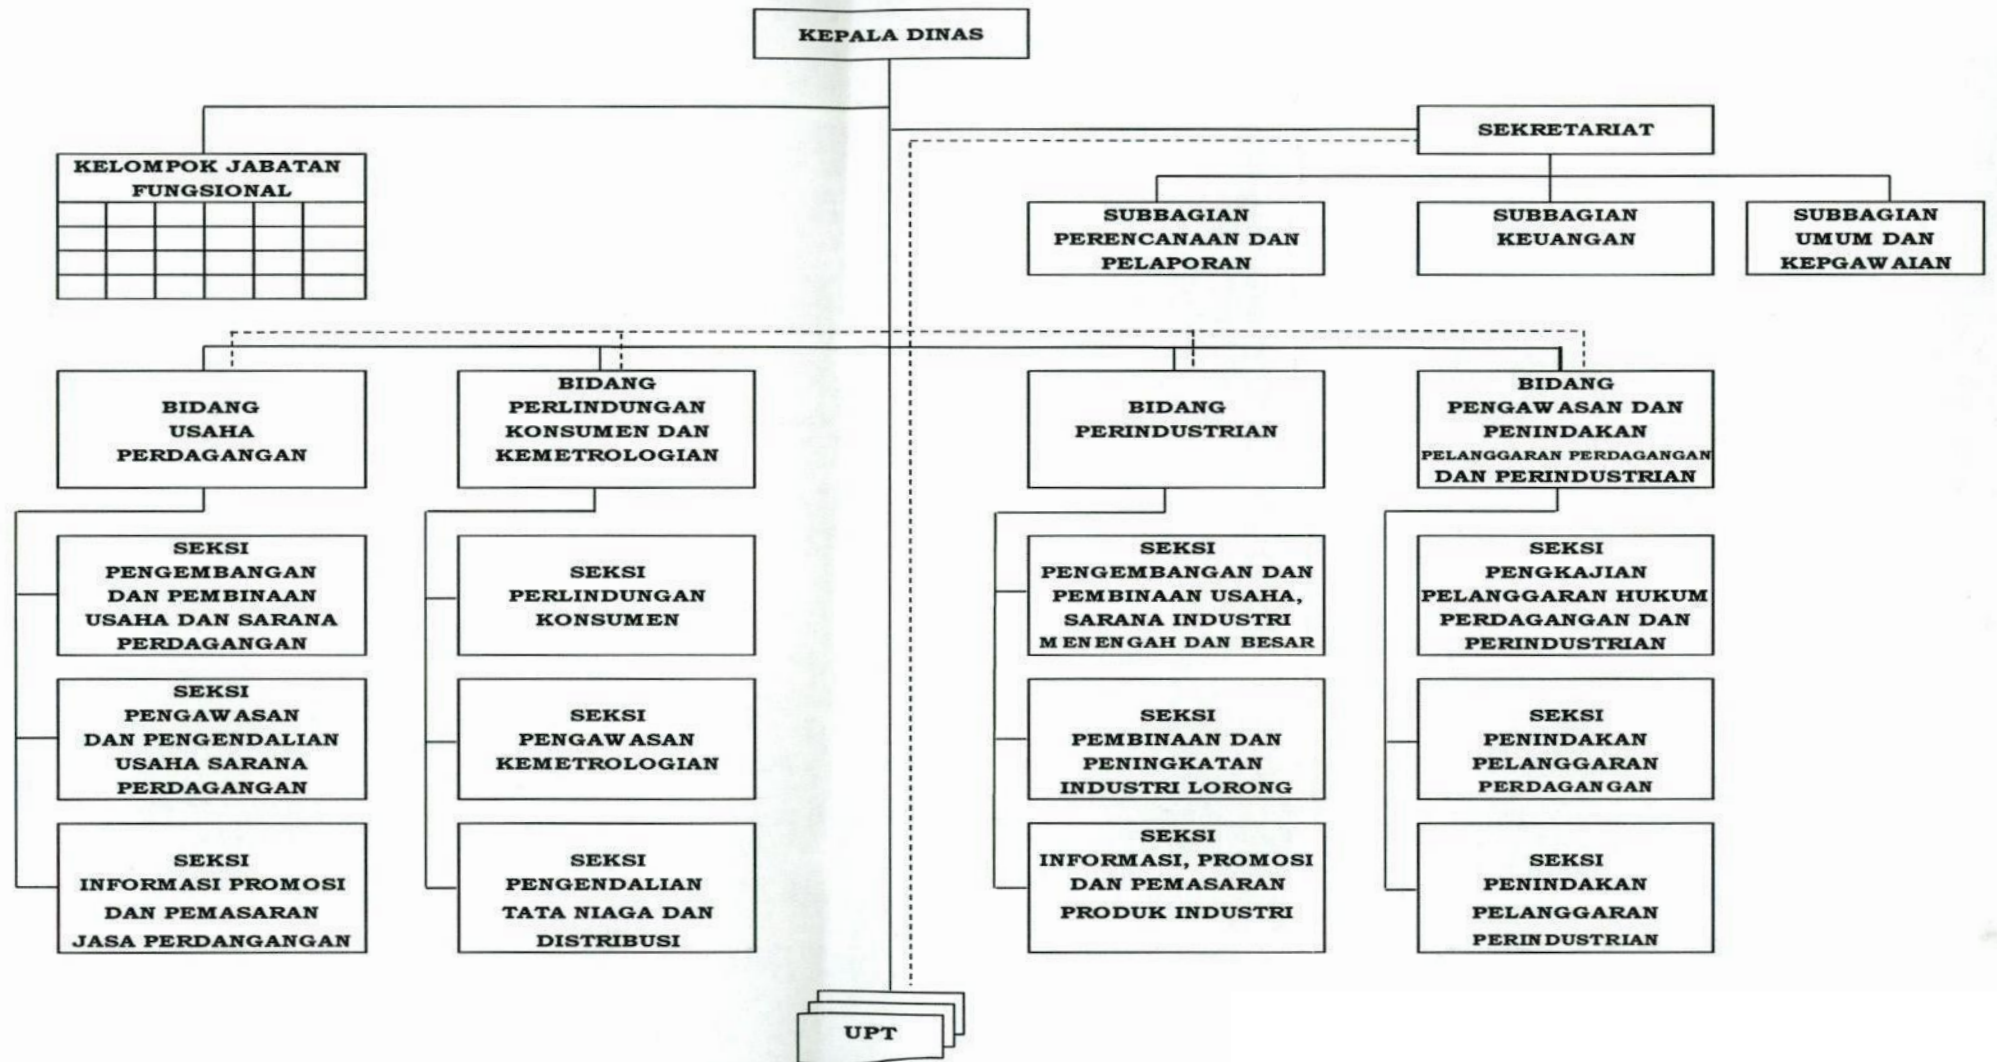 KEPALA DINAS
SEKRETARIAT
KELOMPOK JABATAN
FUNGSIONAL
SUBBAGIAN
PERENCANAAN DAN
PELAPORAN
SUBBAGIAN
KEUANGAN
SUBBAGIAN
UMUM DAN
KEPGAWAIAN
BIDANG
USAHA
PERDAGANGAN
BIDANG
PERLINDUNGAN
KONSUMEN DAN
KEMETROLOGIAN
BIDANG
PERINDUSTRIAN
BIDANG
PENGAWASAN DAN
PENINDAKAN
PELANGGARAN PERDAGANGAN
DAN PERINDUSTRIAN
SEKSI
PENGEMBANGAN
DAN PEMBINAAN
USAHA DAN SARANA
PERDAGANGAN
SEKSI
PERLINDUNGAN
KONSUMEN
SEKSI
PENGEMBANGAN DAN
PEMBINAAN USAHA,
SARANA INDUSTRI
MENENGAH DAN BESAR
SEKSI
PENGKAJIAN
PELANGGARAN HUKUM
PERDAGANGAN DAN
PERINDUSTRIAN
SEKSI
PENGAWASAN
DAN PENGENDALIAN
USAHA SARANA
PERDAGANGAN
SEKSI
PENGAWASAN
KEMETROLOGIAN
SEKSI
PEMBINAAN DAN
PENINGKATAN
INDUSTRI LORONG
SEKSI
PENINDAKAN
PELANGGARAN
PERDAGANGAN
SEKSI
INFORMASI PROMOSI
DAN PEMASARAN
JASA PERDANGANGAN
SEKSI
PENGENDALIAN
TATA NIAGA DAN
DISTRIBUSI
SEKSI
INFORMASI, PROMOSI
DAN PEMASARAN
PRODUK INDUSTRI
SEKSI
PENINDAKAN
PELANGGARAN
PERINDUSTRIAN
UPT